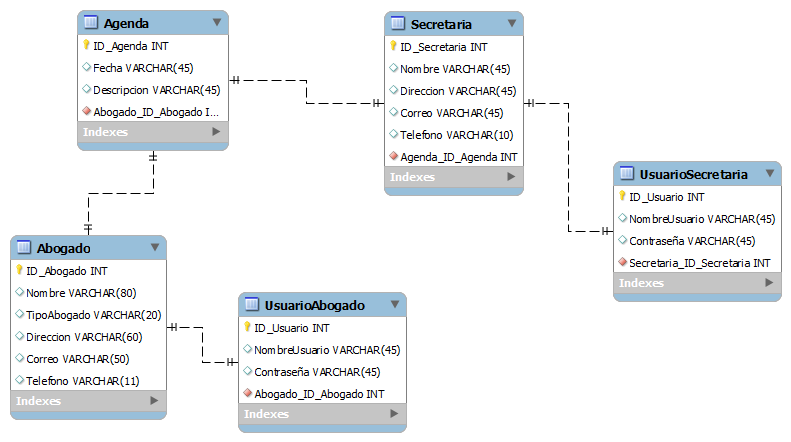 Agenda
ID_Agenda INT
Fecha VARCHAR(45)
Descripcion VARCHAR(45)
Abogado_ID_Abogado I...
Indexes
Secretaria
ID_Secretaria INT
Nombre VARCHAR(45)
Direccion VARCHAR(45)
Correo VARCHAR(45)
Telefono VARCHAR(10)
Agenda_ID_Agenda INT
Indexes
UsuarioSecretaria
ID_Usuario INT
NombreUsuario VARCHAR(45)
Contraseña VARCHAR(45)
Secretaria_ID_Secretaria INT
Indexes
Abogado
ID_Abogado INT
Nombre VARCHAR(80)
TipoAbogado VARCHAR(20)
Direccion VARCHAR(60)
Correo VARCHAR(50)
Telefono VARCHAR(11)
Indexes
UsuarioAbogado
ID_Usuario INT
NombreUsuario VARCHAR(45)
Contraseña VARCHAR(45)
Abogado_ID_Abogado INT
Indexes